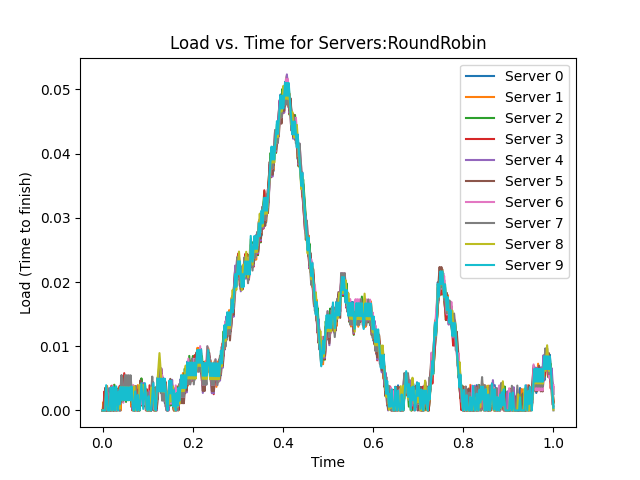 Load vs. Time for Servers:RoundRobin
Server 0
Server 1
Server 2
Server 3
Server 4
Server 5
Server 6
Server 7
Server 8
Server 9
Load (Time to finish)
0.05
0.04
0.03
0.02
0.01
0.00
0.0
0.2
0.4
0.6
0.8
1.0
Time